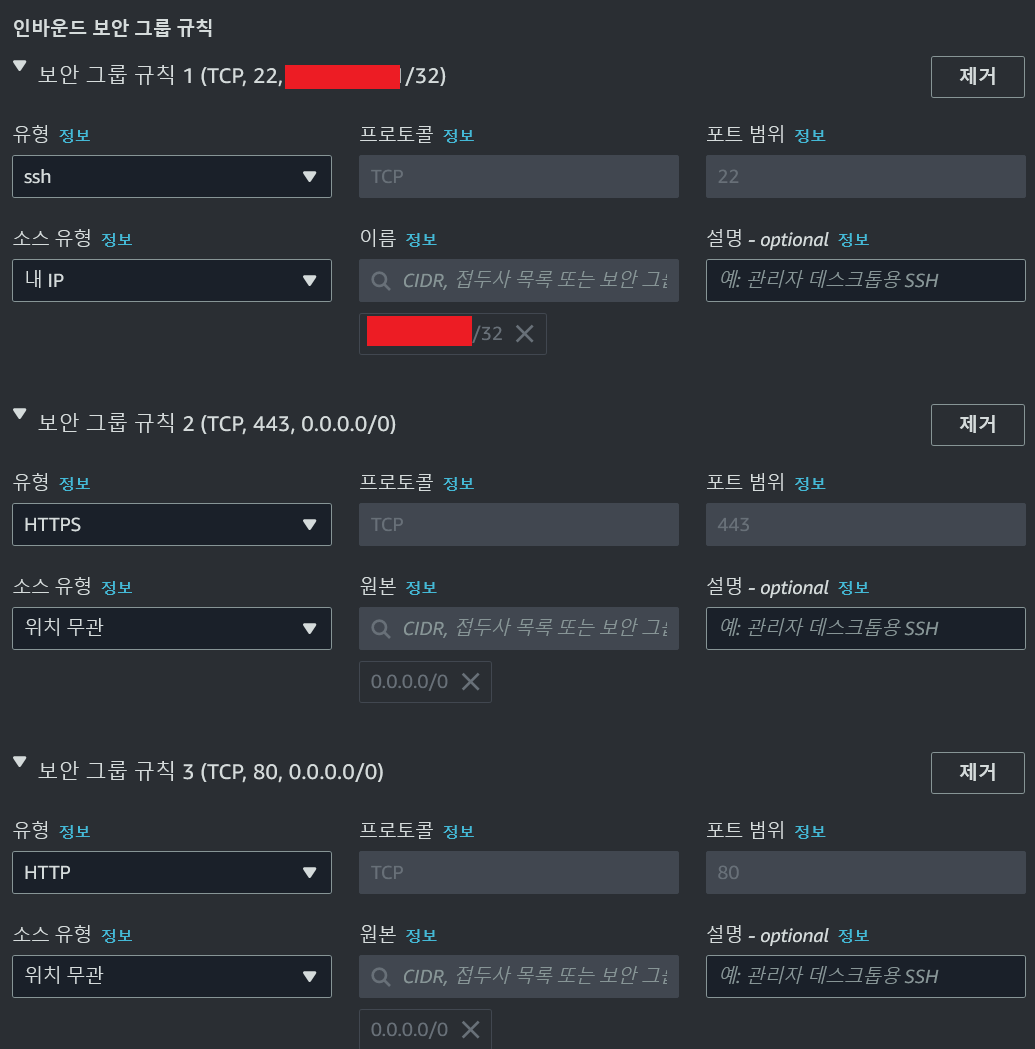 인바운드 보안 그룹 규칙
보안 그룹 규칙 1 (TCP, 22, /32)
제거
유형 정보
프로토콜 정보
포트 범위 정보
ssh
TCP
22
소스 유형 정보
이름 정보
설명 - optional 정보
내 IP
CIDR, 접두사 목록 또는 보안
예: 관리자 데스크톱용 SSH
/32
보안 그룹 규칙 2 (TCP, 443, 0.0.0.0/0)
제거
유형 정보
프로토콜 정보
포트 범위 정보
HTTPS
TCP
443
소스 유형 정보
원본 정보
설명 - optional 정보
위치 무관
CIDR, 접두사 목록 또는 보안
예: 관리자 데스크톱용 SSH
0.0.0.0/0
보안 그룹 규칙 3 (TCP, 80, 0.0.0.0/0)
제거
유형 정보
프로토콜 정보
포트 범위 정보
HTTP
TCP
80
소스 유형 정보
원본 정보
설명 - optional 정보
위치 무관
CIDR, 접두사 목록 또는 보안
예: 관리자 데스크톱용 SSH
0.0.0.0/0